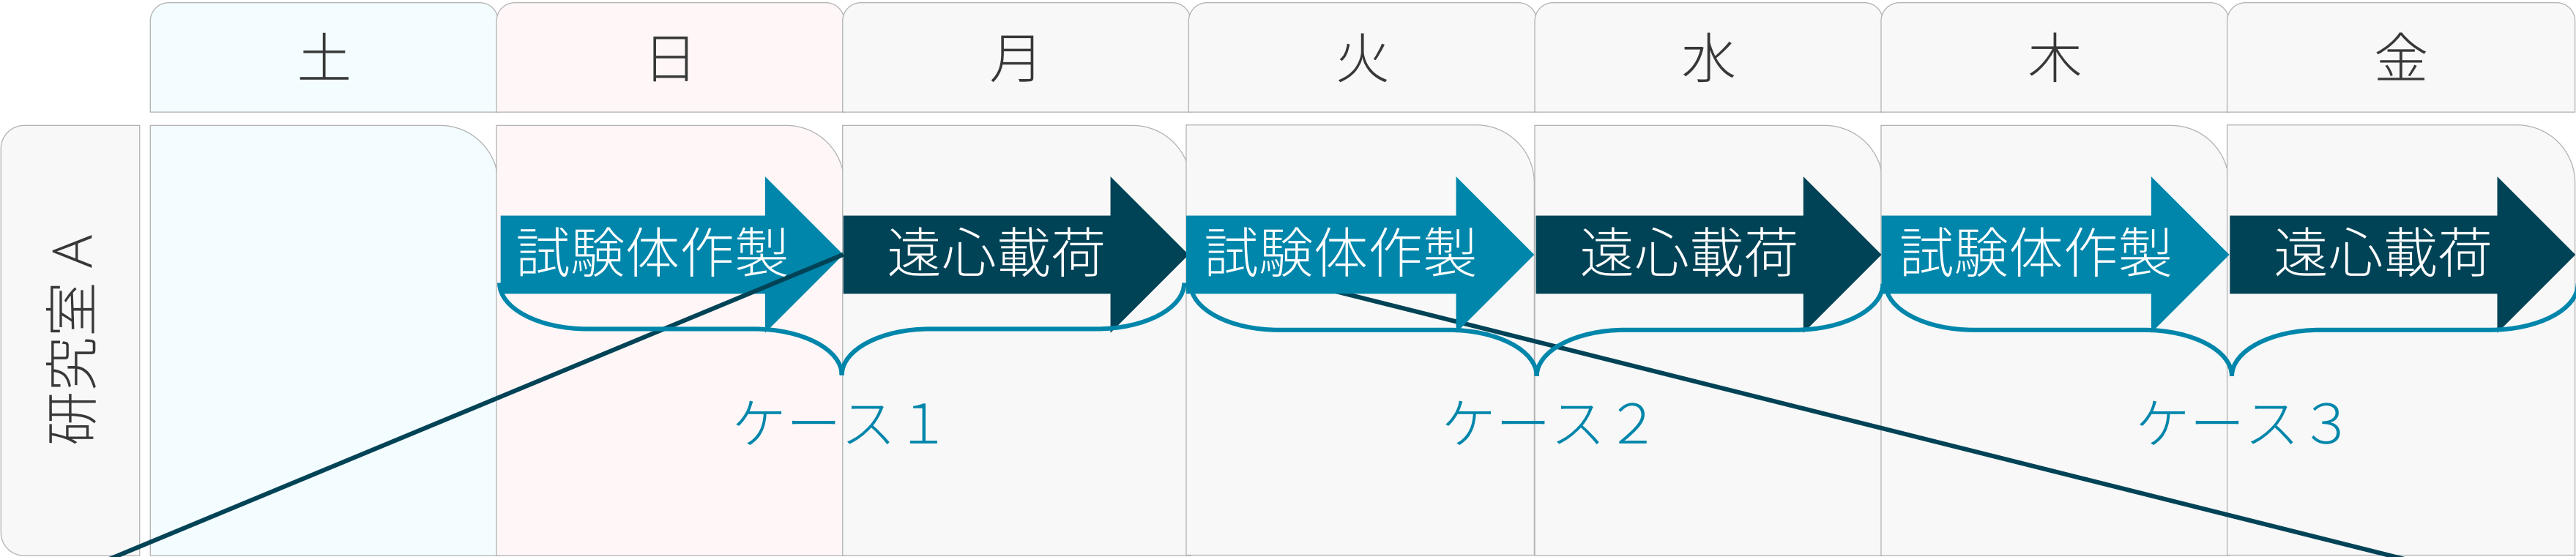 土 日 月 火 水 木 金
研究室 A
試験体作製 遠心載荷 試験体作製 遠心載荷 試験体作製 遠心載荷
ケース１ ケース２ ケース３